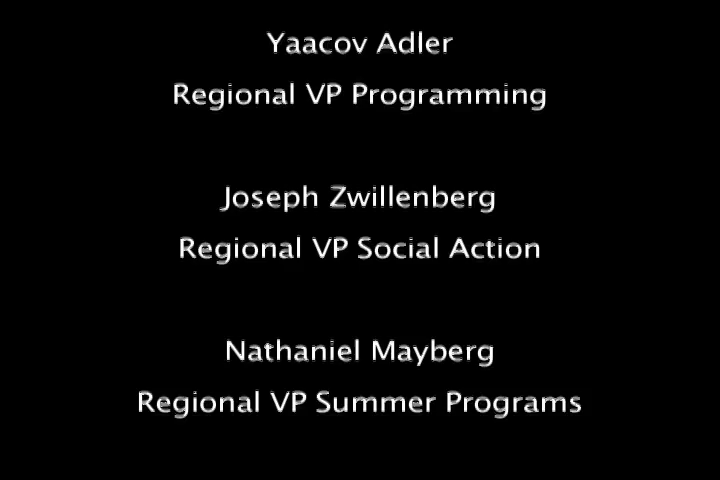 Yaacov Adler
Regional VP Programming
Joseph Zwillenberg
Regional VP Social Action
Nathaniel Mayberg
Regional VP Summer Programs